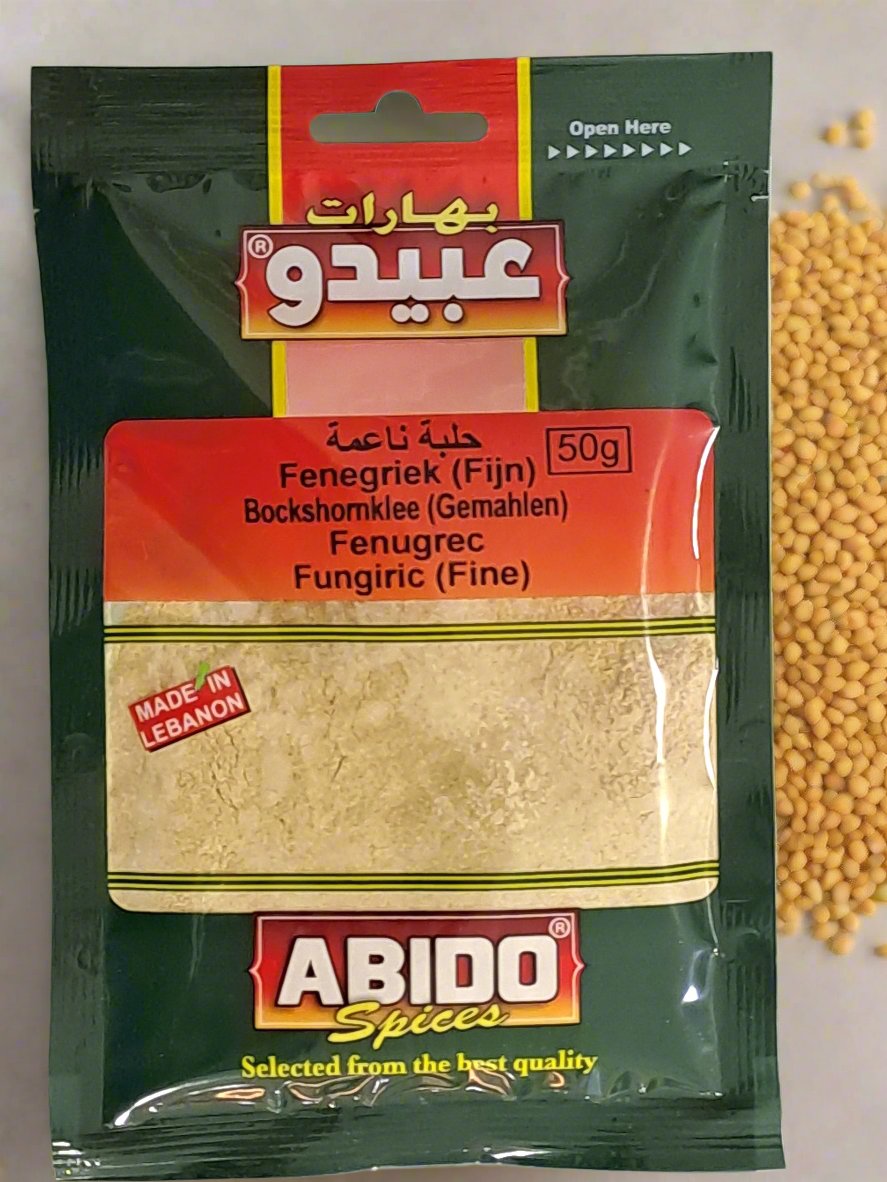 Open Here
بهارات
عبيدو ®
حلبة ناعمة
50g
Fenegriek (Fijn)
Bockshornklee (Gemahlen)
Fenugrec
Fungiric (Fine)
MADE IN
LEBANON
ABIDO ®
Spices
Selected from the best quality